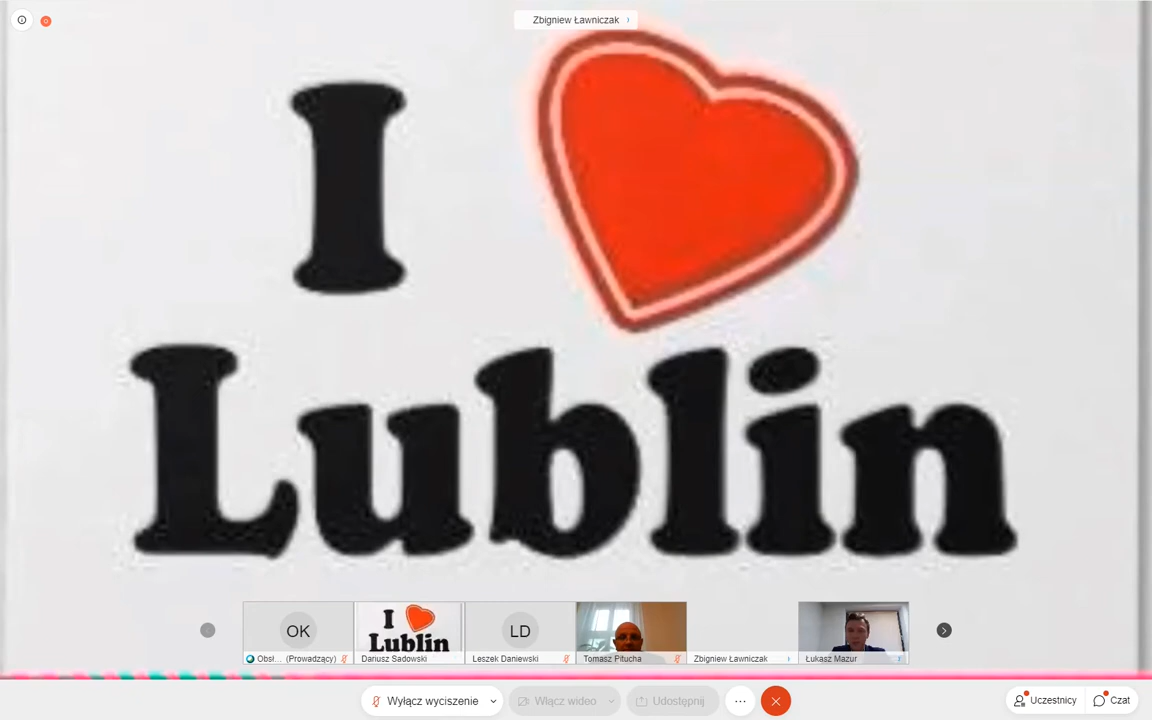 Zbigniew Ławniczak
I
Lublin
OK
I
Lublin
LD
Obsł... (Prowadzący)
Dariusz Sadowski
Leszek Daniewski
Tomasz Pitucha
Zbigniew Ławniczak
Łukasz Mazur
Wyłącz wyciszenie
Włącz wideo
Udostępnij
Uczestnicy
Czat